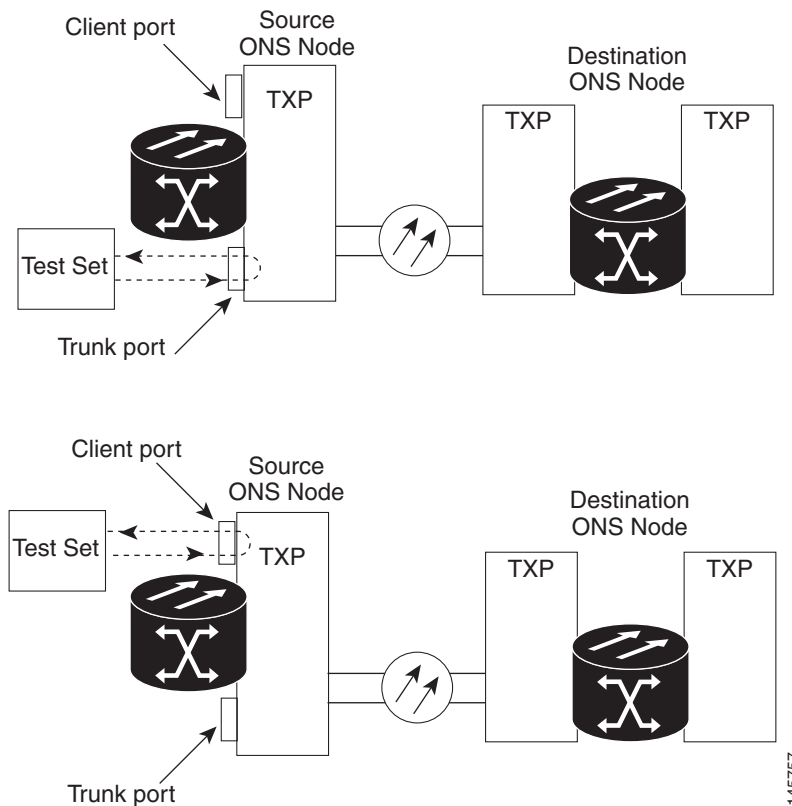 Client port
Source
ONS Node
TXP
Destination
ONS Node
TXP
TXP
Test Set
Trunk port
Client port
Source
ONS Node
Test Set
TXP
Destination
ONS Node
TXP
TXP
Trunk port
145757